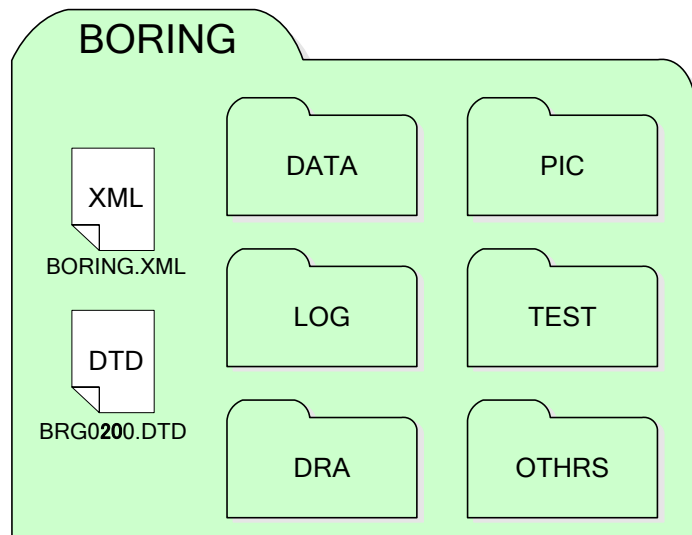 BORING
DATA
PIC
XML
BORING.XML
LOG
TEST
DTD
BRG0200.DTD
DRA
OTHRS